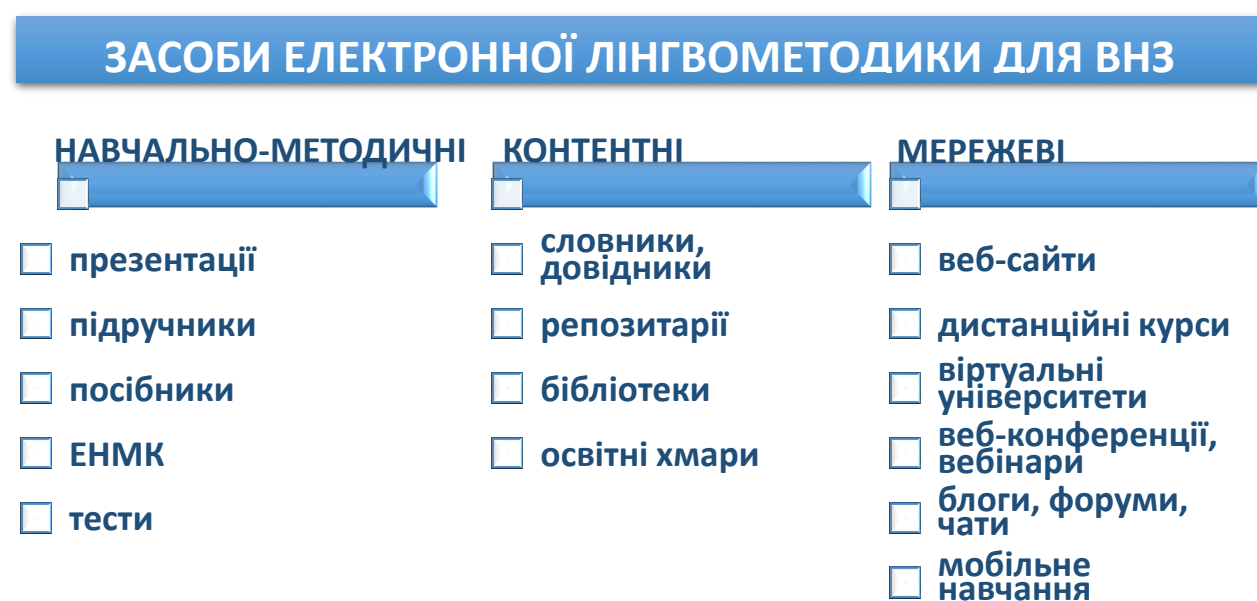 ЗАСОБИ ЕЛЕКТРОННОЇ ЛІНГВОМЕТОДИКИ ДЛЯ ВНЗ
НАВЧАЛЬНО-МЕТОДИЧНІ
презентації
підручники
посібники
ЕНМК
тести
КОНТЕНТНІ
словники,
довідники
репозитарії
бібліотеки
освітні хмари
МЕРЕЖЕВІ
веб-сайти
дистанційні курси
віртуальні
університети
веб-конференції,
вебінари
блоги, форуми,
чати
мобільне
навчання